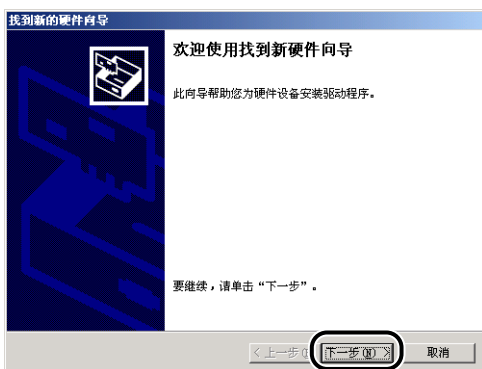 找到新的硬件向导
欢迎使用找到新硬件向导
此向导帮助您为硬件设备安装驱动程序。
要继续，请单击“下一步”。
<上一步
下一步(N) >
取消